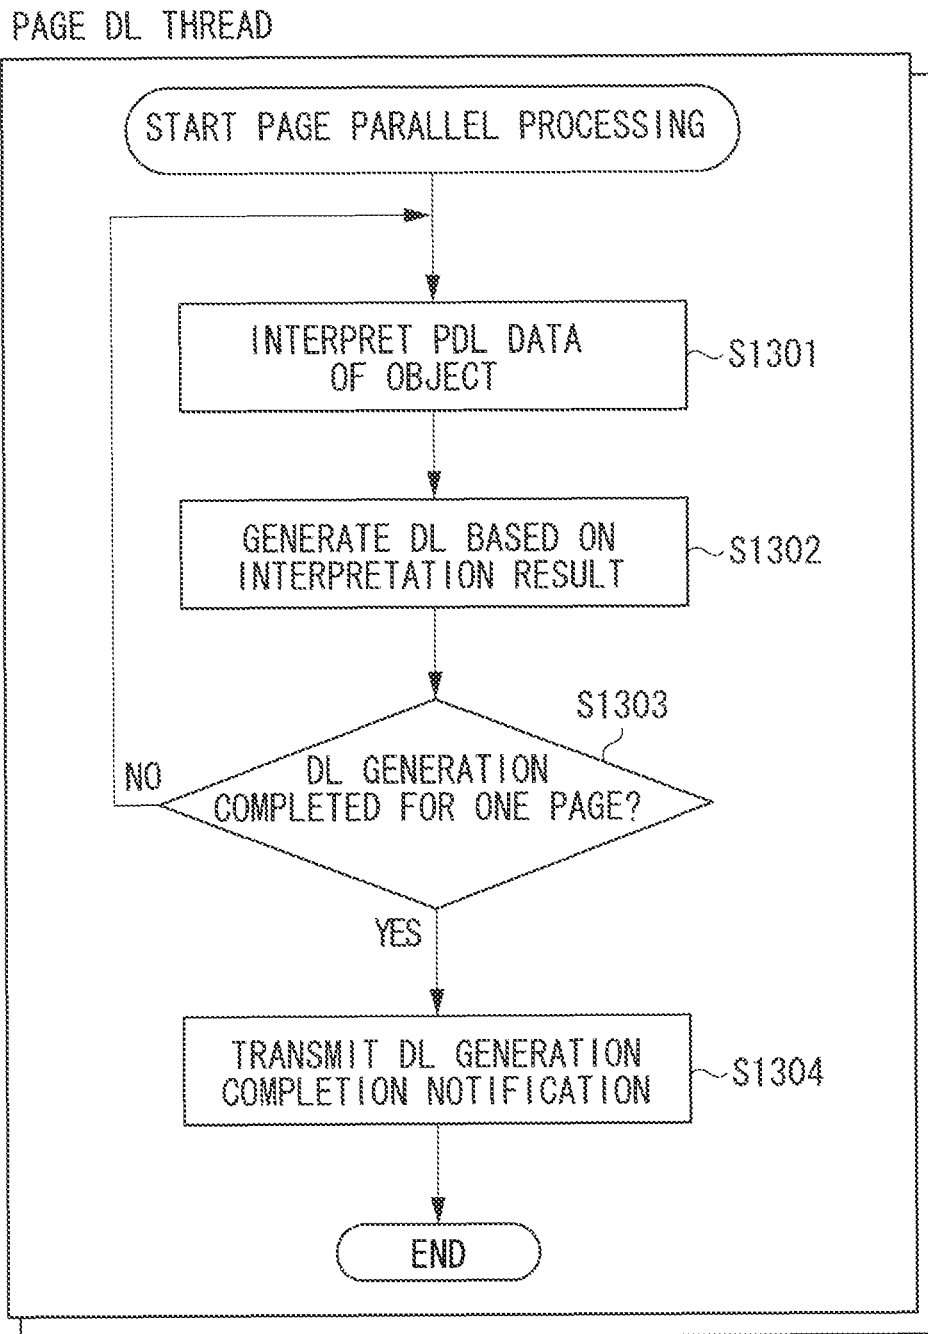 PAGE DL THREAD
START PAGE PARALLEL PROCESSING
INTERPRET PDL DATA
OF OBJECT
S1301
GENERATE DL BASED ON
INTERPRETATION RESULT
S1302
S1303
DL GENERATION
COMPLETED FOR ONE PAGE?
NO
YES
TRANSMIT DL GENERATION
COMPLETION NOTIFICATION
S1304
END